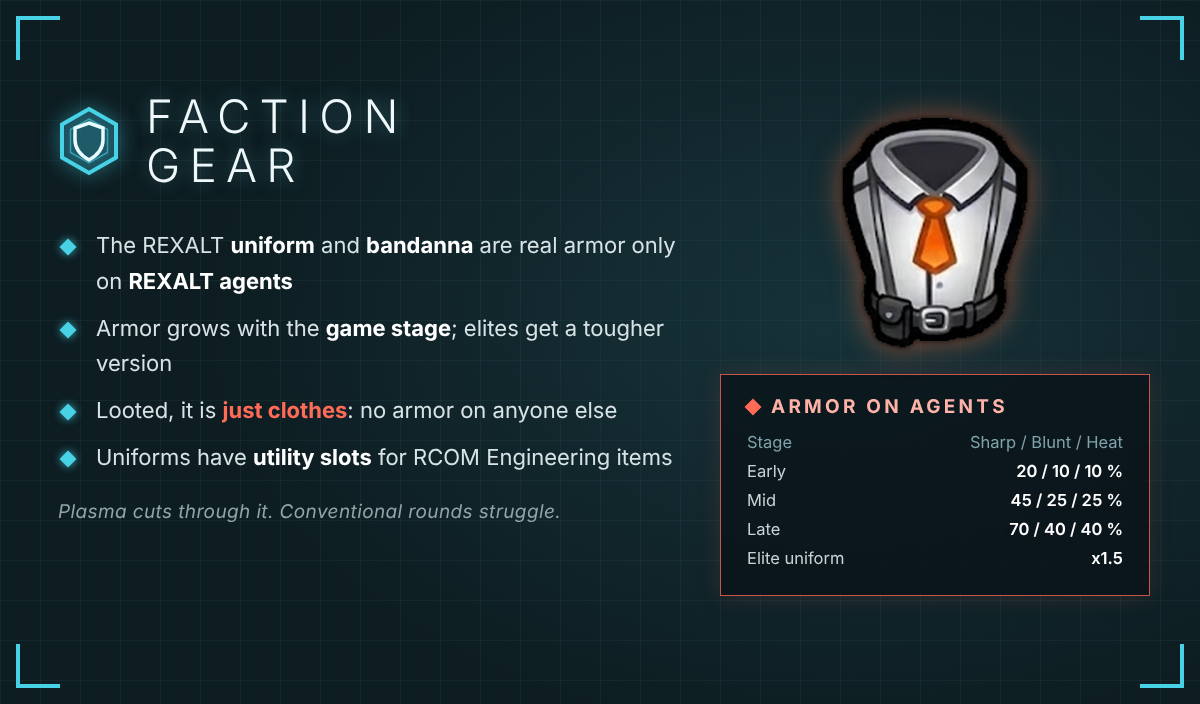 FACTION
GEAR
The REXALT uniform and bandanna are real armor only
on REXALT agents
Armor grows with the game stage; elites get a tougher
version
Looted, it is just clothes: no armor on anyone else
Uniforms have utility slots for RCOM Engineering items
Plasma cuts through it. Conventional rounds struggle.
ARMOR ON AGENTS
Stage Sharp / Blunt / Heat
Early 20 / 10 / 10 %
Mid 45 / 25 / 25 %
Late 70 / 40 / 40 %
Elite uniform x1.5